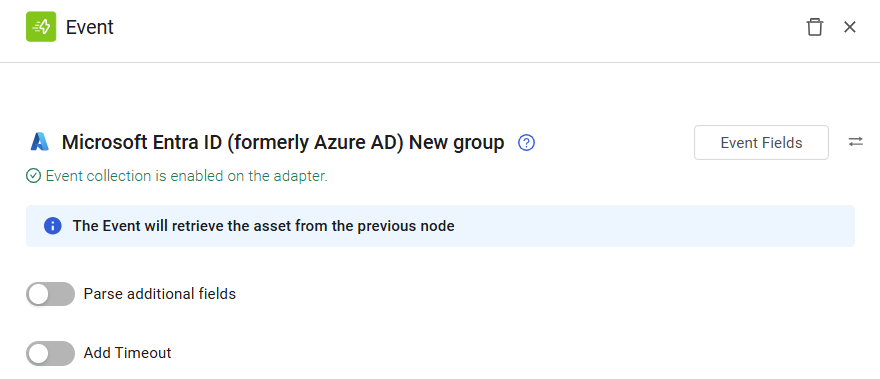 Event
Microsoft Entra ID (formerly Azure AD) New group
Event Fields
Event collection is enabled on the adapter.
The Event will retrieve the asset from the previous node
Parse additional fields
Add Timeout